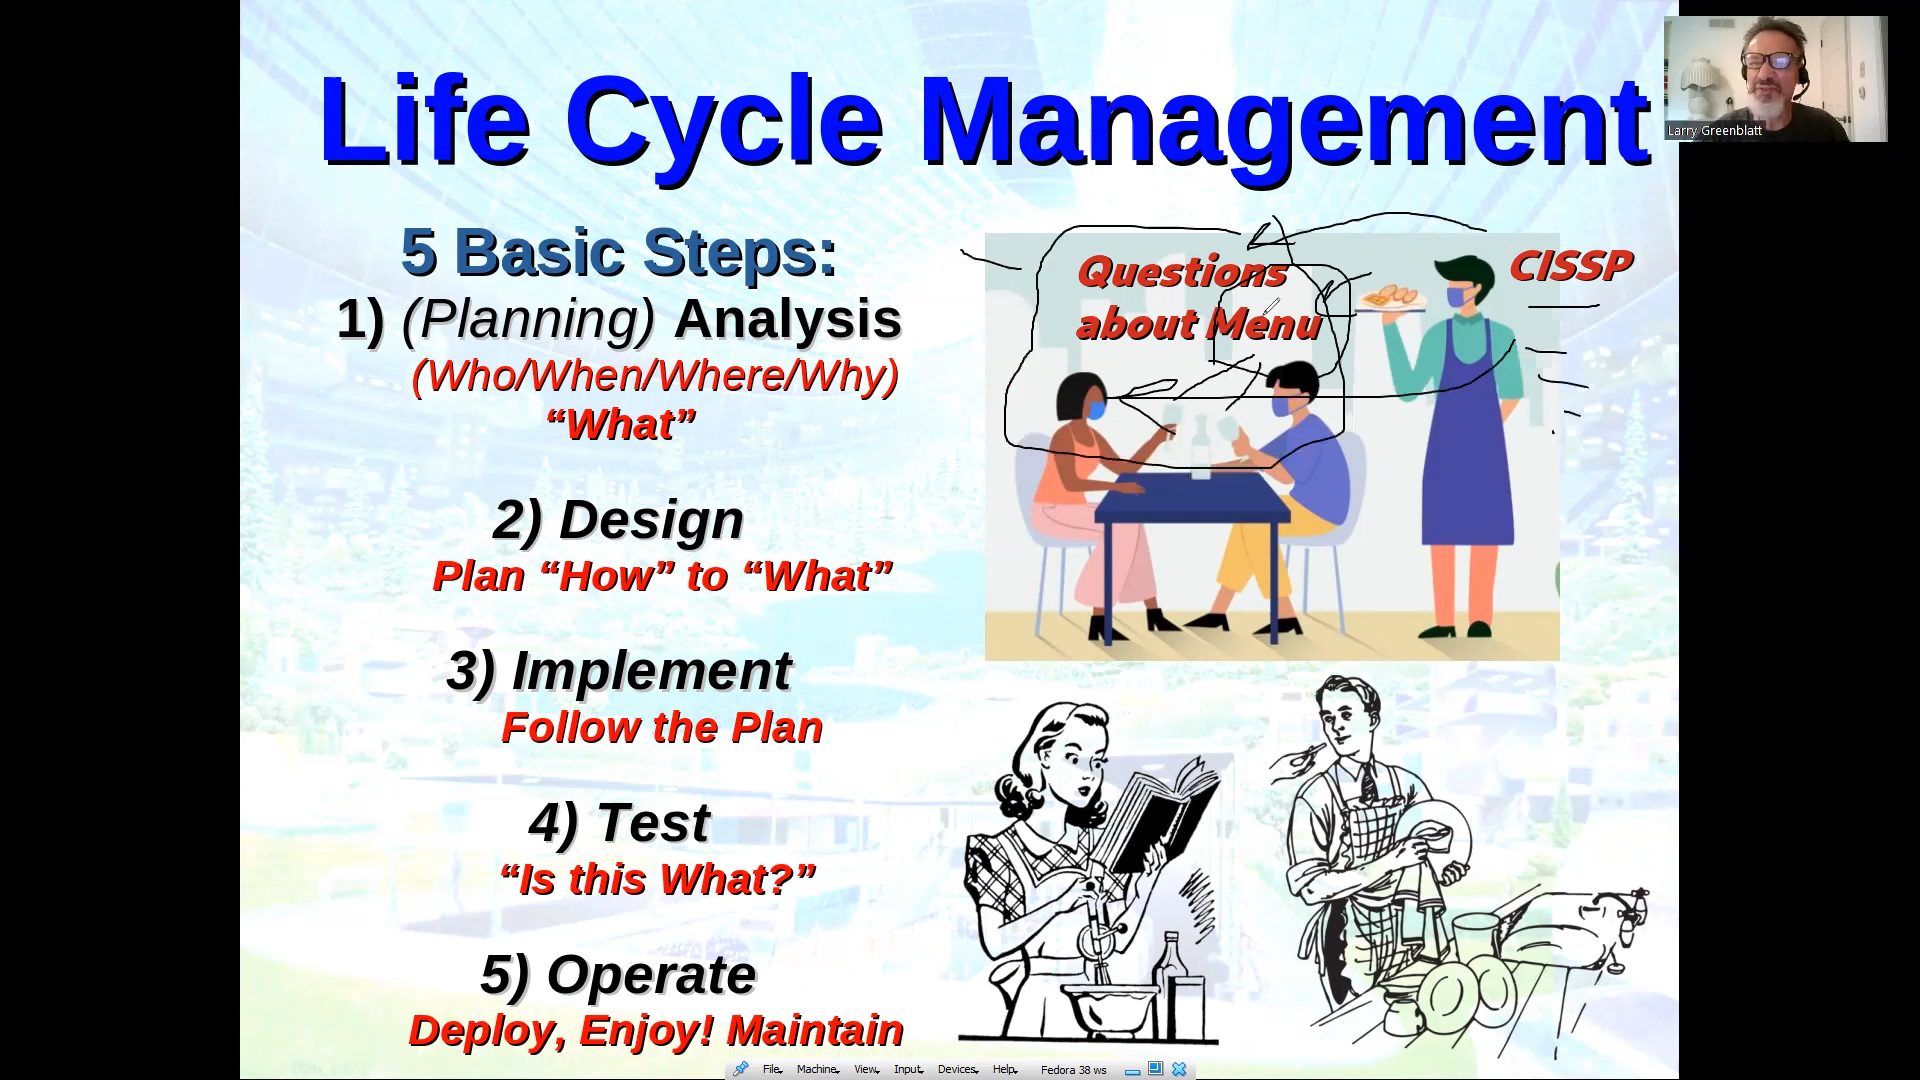 Life Cycle Management
Larry Greenblatt
5 Basic Steps:
1) (Planning) Analysis
(Who/When/Where/Why)
“What”
2) Design
Plan “How” to “What”
3) Implement
Follow the Plan
4) Test
“Is this What?”
5) Operate
Deploy, Enjoy! Maintain
Questions
about Menu
CISSP
File Machine View Input Devices Help Fedora 38 ws